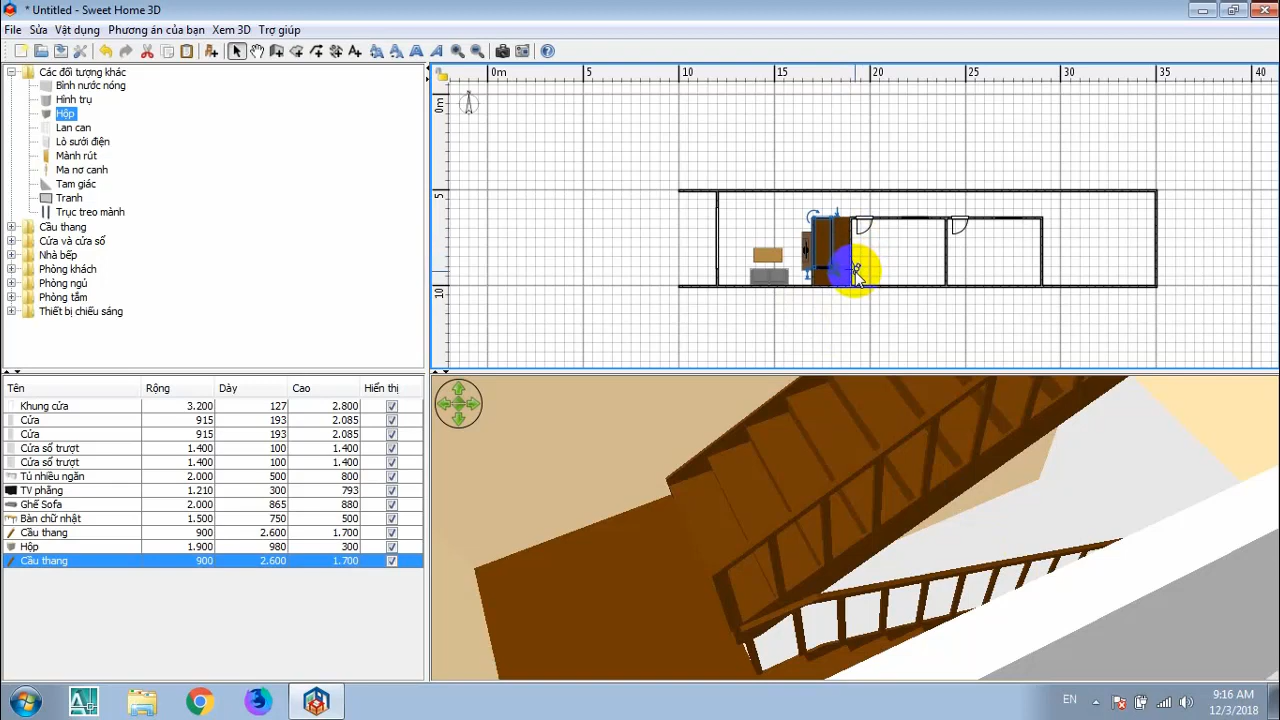 * Untitled - Sweet Home 3D
File Sửa Vật dụng Phương án của bạn Xem 3D Trợ giúp
Các đối tượng khác
Bình nước nóng
Hình trụ
Hộp
Lan can
Lò sưởi điện
Mành rút
Ma nơ canh
Tam giác
Tranh
Trục treo mành
Cầu thang
Cửa và cửa sổ
Nhà bếp
Phòng khách
Phòng ngủ
Phòng tắm
Thiết bị chiếu sáng
0m 5 10 15 20 25 30 35 40
0m
5
10
Tên Rộng Dày Cao Hiển thị
Khung cửa 3.200 127 2.800
Cửa 915 193 2.085
Cửa 915 193 2.085
Cửa sổ trượt 1.400 100 1.400
Cửa sổ trượt 1.400 100 1.400
Tủ nhiều ngăn 2.000 500 800
TV phẳng 1.210 300 793
Ghế Sofa 2.000 865 880
Bàn chữ nhật 1.500 750 500
Cầu thang 900 2.600 1.700
Hộp 1.900 980 300
Cầu thang 900 2.600 1.700
EN
9:16 AM
12/3/2018